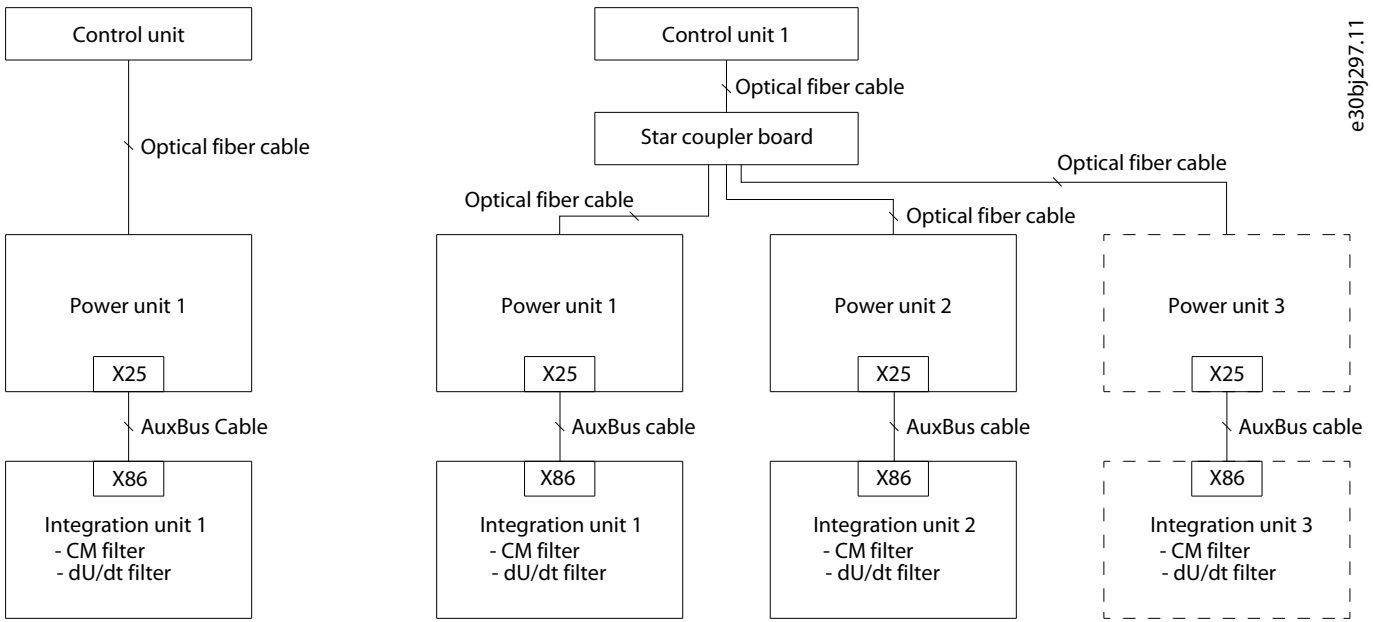 Control unit
Optical fiber cable
Power unit 1
X25
AuxBus Cable
X86
Integration unit 1
- CM filter
- dU/dt filter
Control unit 1
Optical fiber cable
Star coupler board
Optical fiber cable
Optical fiber cable
Optical fiber cable
Power unit 1
X25
AuxBus cable
X86
Integration unit 1
- CM filter
- dU/dt filter
Power unit 2
X25
AuxBus cable
X86
Integration unit 2
- CM filter
- dU/dt filter
Power unit 3
X25
AuxBus cable
X86
Integration unit 3
- CM filter
- dU/dt filter
e30bj297.11